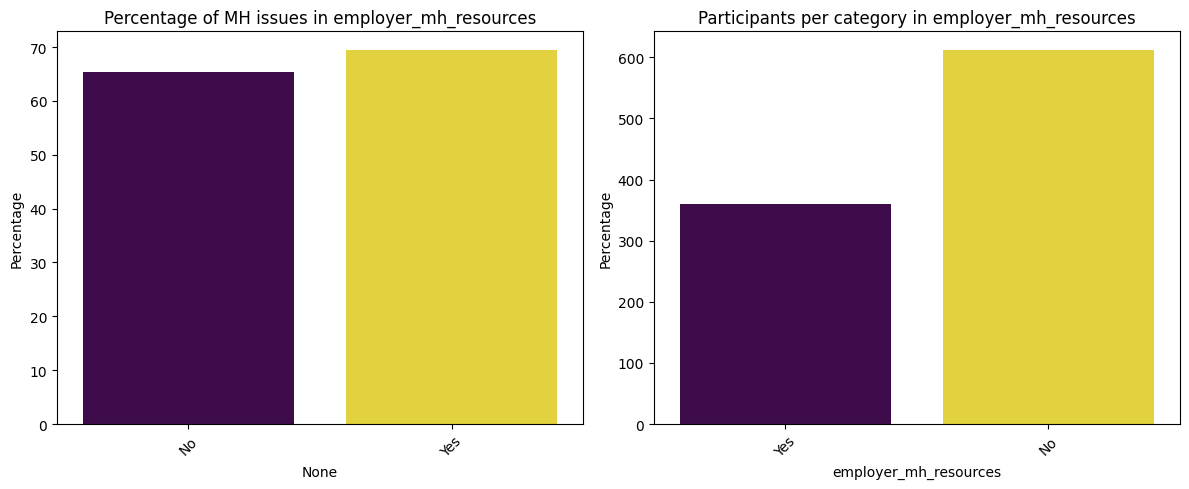 Percentage of MH issues in employer_mh_resources
Percentage
70
60
50
40
30
20
10
0
No
Yes
None
Participants per category in employer_mh_resources
Percentage
600
500
400
300
200
100
0
Yes
No
employer_mh_resources